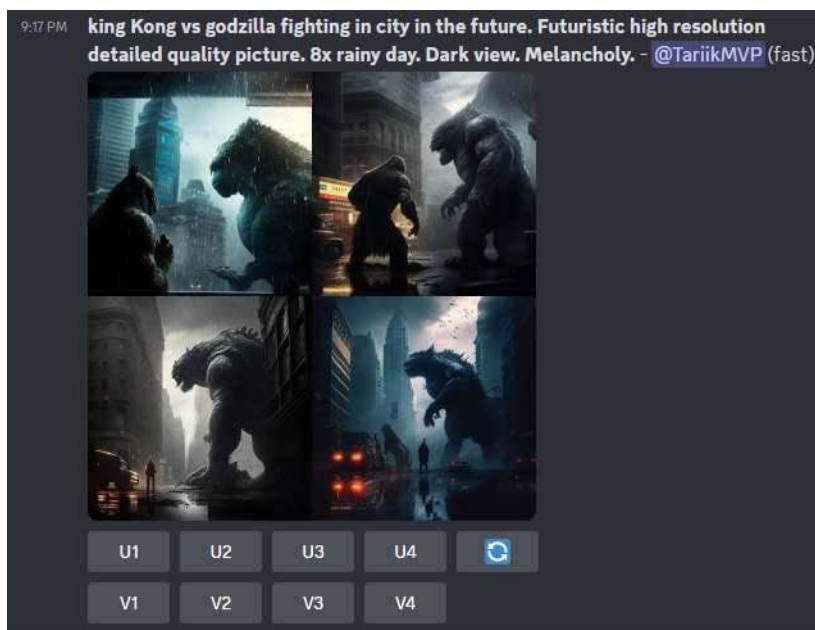 9:17 PM king Kong vs godzilla fighting in city in the future. Futuristic high resolution
detailed quality picture. 8x rainy day. Dark view. Melancholy. - @TariikMVP (fast)
U1 U2 U3 U4
V1 V2 V3 V4